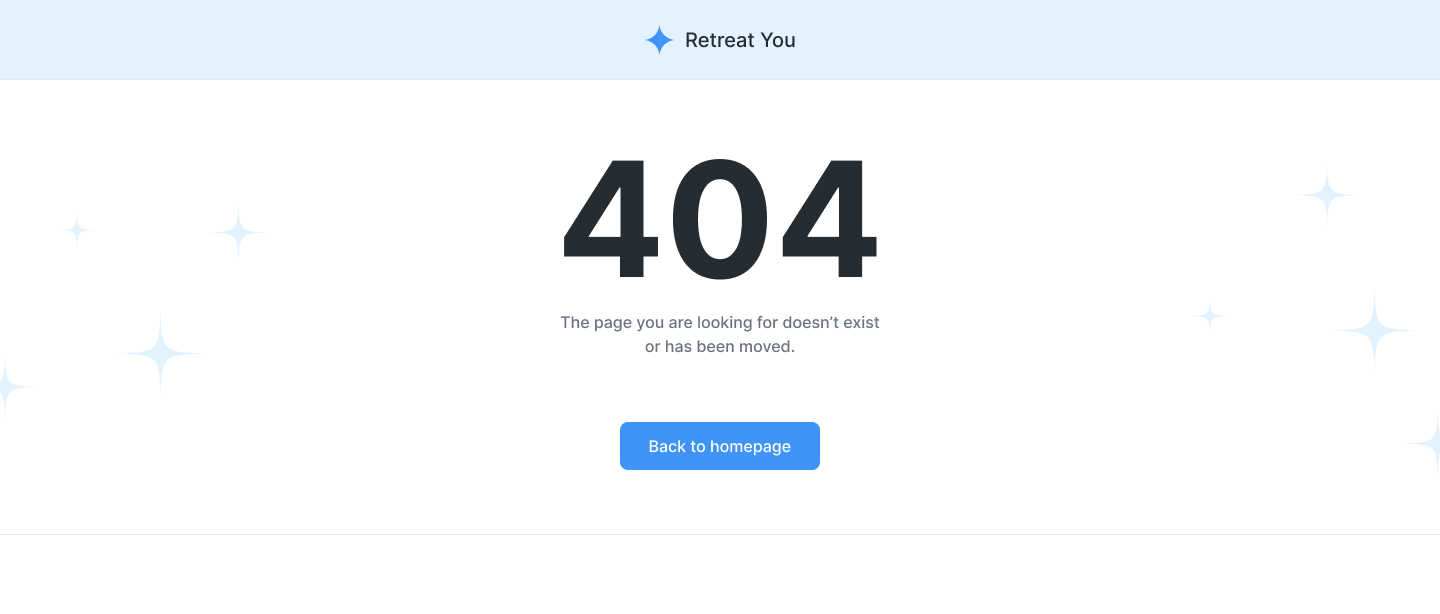 Retreat You
404
The page you are looking for doesn’t exist
or has been moved.
Back to homepage